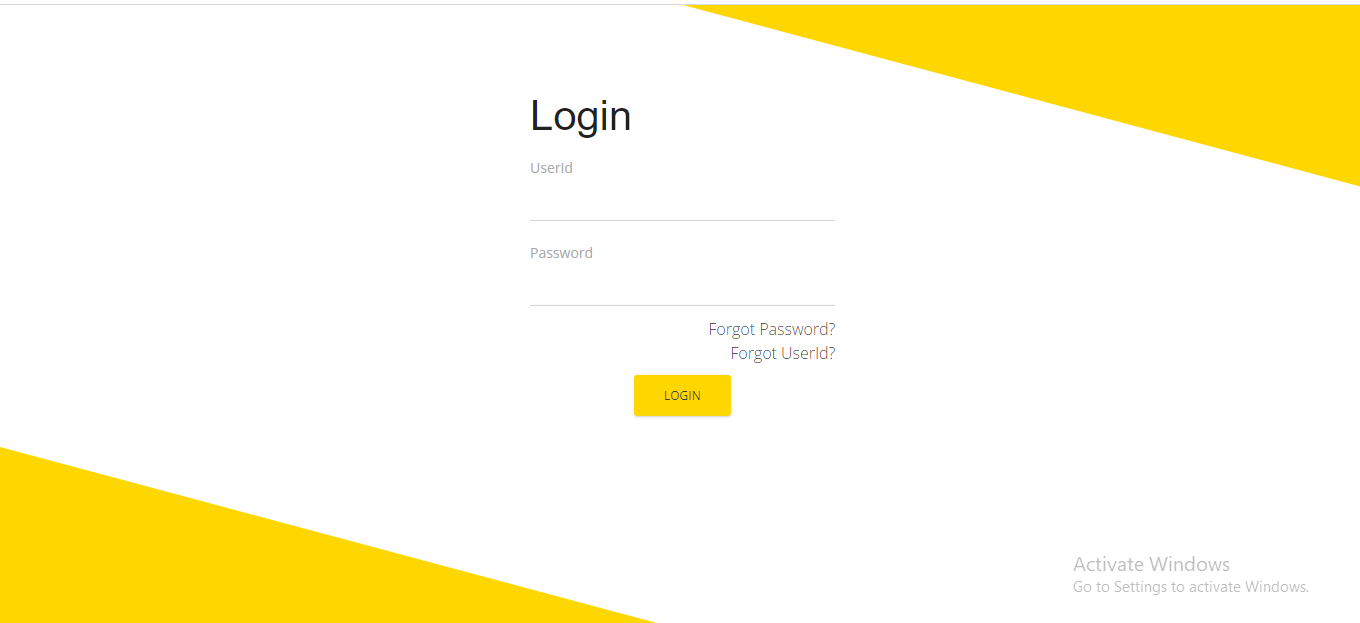 Login
UserId
Password
Forgot Password?
Forgot UserId?
LOGIN
Activate Windows
Go to Settings to activate Windows.